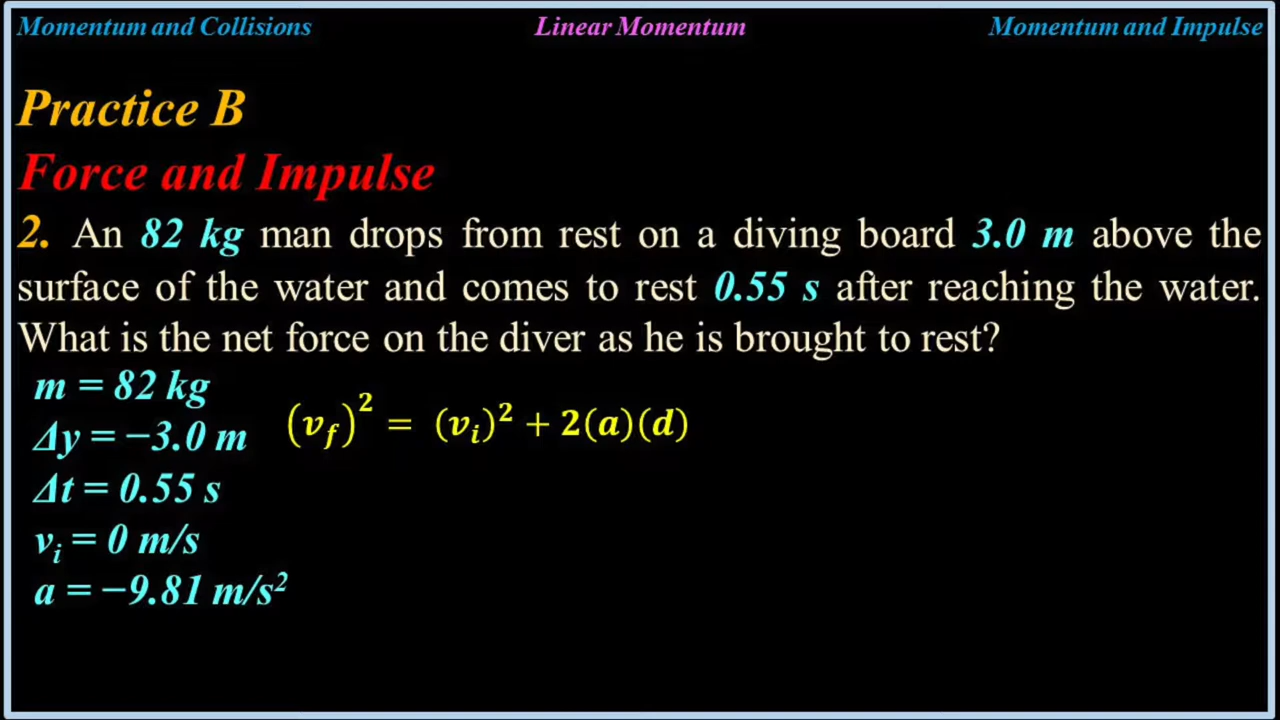 Momentum and Collisions Linear Momentum Momentum and Impulse
Practice B
Force and Impulse
2. An 82 kg man drops from rest on a diving board 3.0 m above the
surface of the water and comes to rest 0.55 s after reaching the water.
What is the net force on the diver as he is brought to rest?
m = 82 kg
Δy = −3.0 m
(v_f)² = (v_i)² + 2(a)(d)
Δt = 0.55 s
v_i = 0 m/s
a = −9.81 m/s²